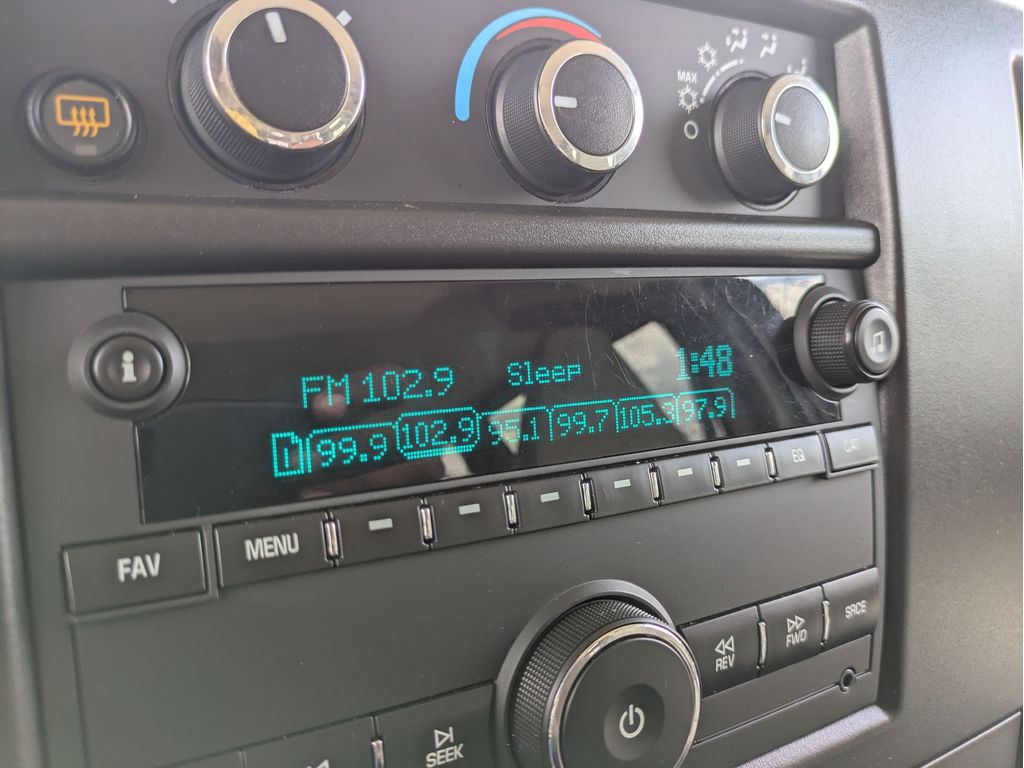 MAX
i
FM 102.9 Sleep 1:48
1 99.9 102.9 95.1 99.7 105.3 97.9
FAV MENU EQ CAT
REV FWD SRCE
SEEK